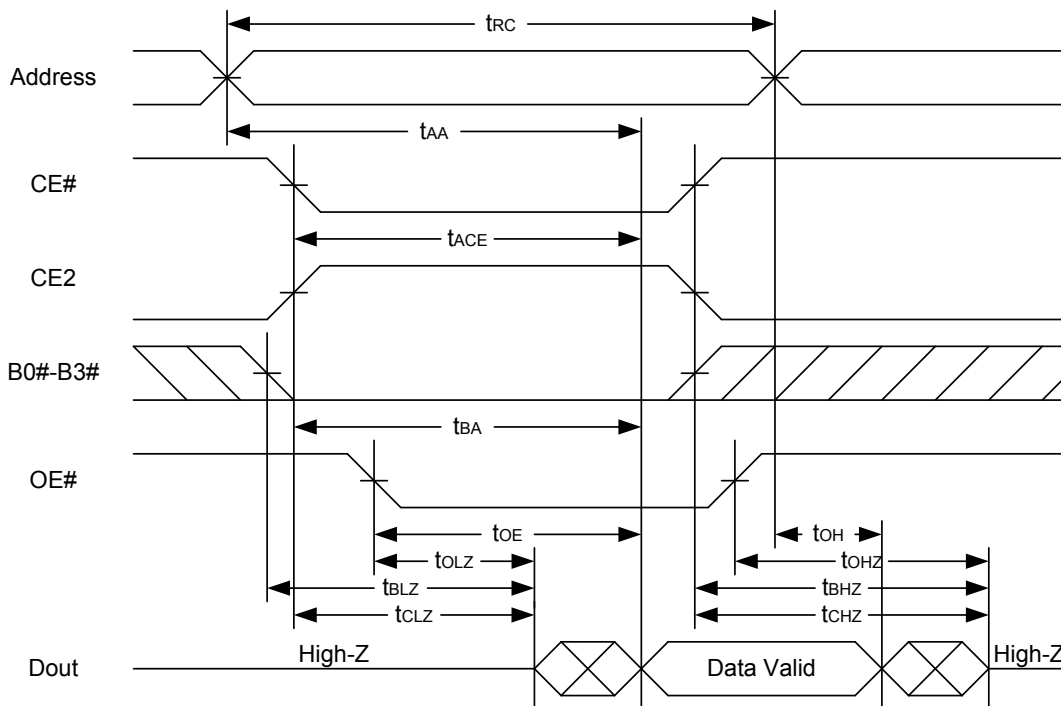 tRC
Address
tAA
CE#
tACE
CE2
B0#-B3#
tBA
OE#
tOE
tOH
tOLZ
tOHZ
tBLZ
tBHZ
tCLZ
tCHZ
Dout
High-Z
Data Valid
High-Z